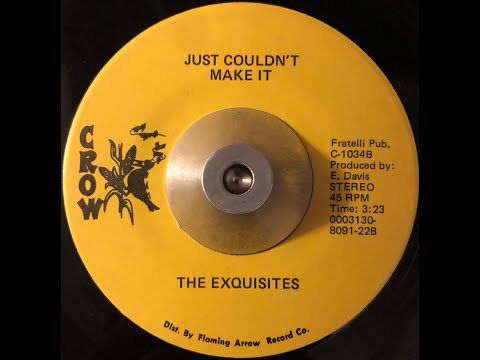 JUST COULDN'T
MAKE IT
CROW
Fratelli Pub.
C-1034B
Produced by:
E. Davis
STEREO
45 RPM
Time: 3:23
0003130-
8091-22B
THE EXQUISITES
Dist. By Flaming Arrow Record Co.